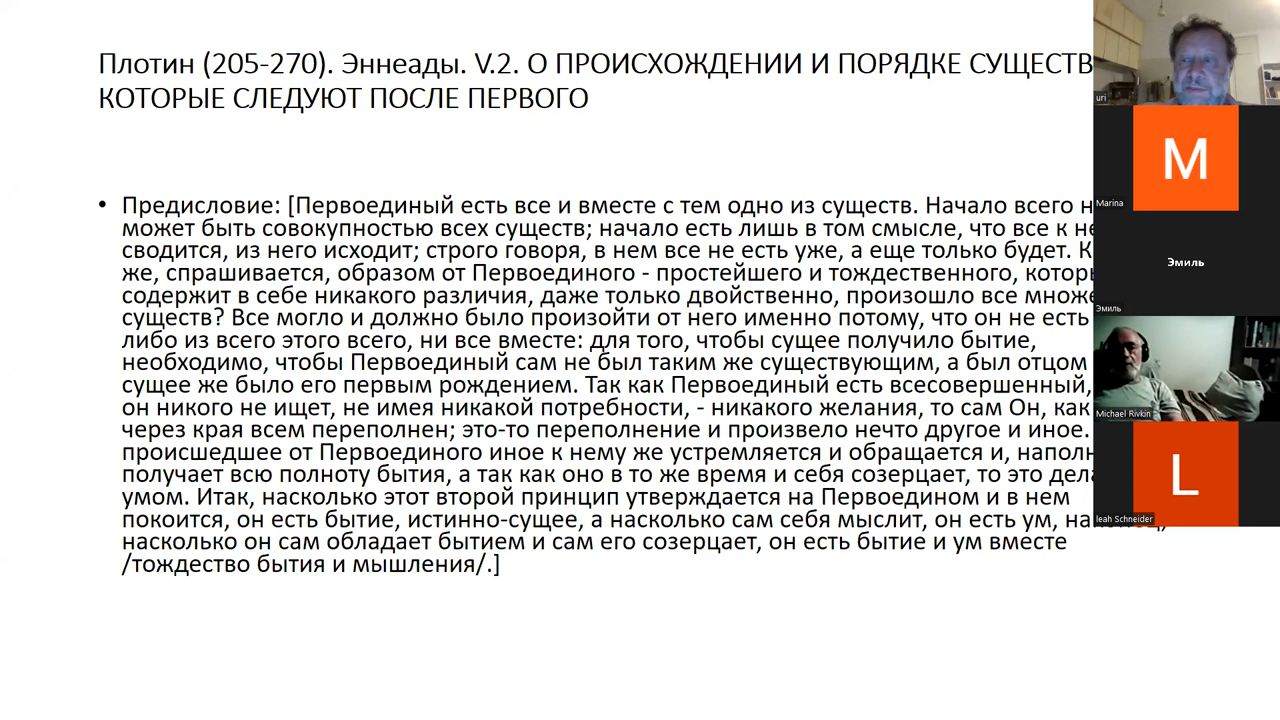 Плотин (205-270). Эннеады. V.2. О ПРОИСХОЖДЕНИИ И ПОРЯДКЕ СУЩЕСТВ
КОТОРЫЕ СЛЕДУЮТ ПОСЛЕ ПЕРВОГО
• Предисловие: [Первоединый есть все и вместе с тем одно из существ. Начало всего
может быть совокупностью всех существ; начало есть лишь в том смысле, что все к
сводится, из него исходит; строго говоря, в нем все не есть уже, а еще только будет.
же, спрашивается, образом от Первоединого - простейшего и тождественного,
содержит в себе никакого различия, даже только двойственно, произошло все
существ? Все могло и должно было произойти от него именно потому, что он не есть
либо из всего этого всего, ни все вместе: для того, чтобы сущее получило бытие,
необходимо, чтобы Первоединый сам не был таким же существующим, а был отцом
сущее же было его первым рождением. Так как Первоединый есть всесовершенный,
он никого не ищет, не имея никакой потребности, - никакого желания, то сам Он, как
через края всем переполнен; это-то переполнение и произвело нечто другое и иное.
происшедшее от Первоединого иное к нему же устремляется и обращается и,
получает всю полноту бытия, а так как оно в то же время и себя созерцает, то это
умом. Итак, насколько этот второй принцип утверждается на Первоедином и в нем
покоится, он есть бытие, истинно-сущее, а насколько сам себя мыслит, он есть ум,
насколько он сам обладает бытием и сам его созерцает, он есть бытие и ум вместе
/тождество бытия и мышления/.]
uri
M
Marina
Эмиль
Эмиль
Michael Rivkin
L
leah Schneider